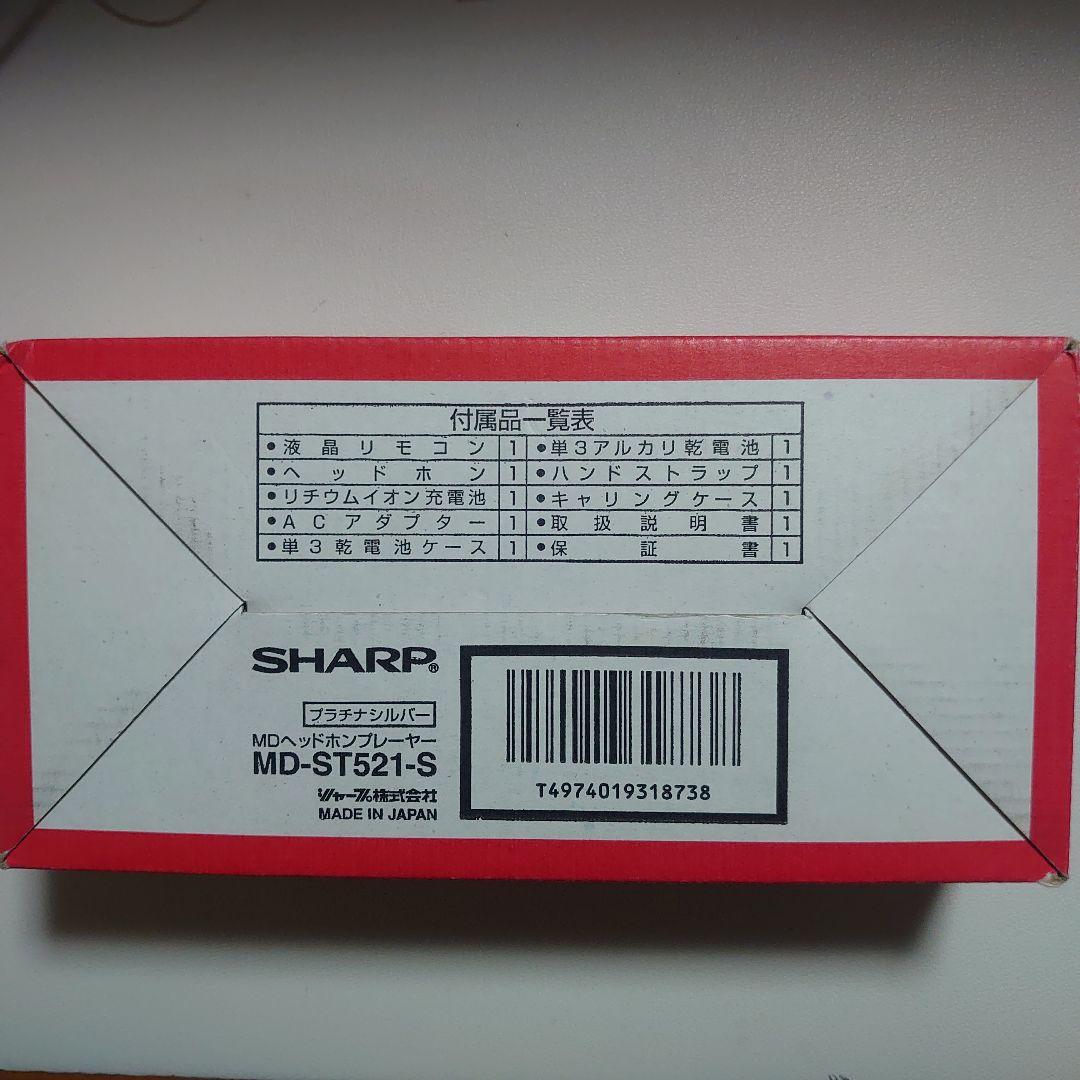 付属品一覧表
●液晶リモコン 1 ●単3アルカリ乾電池 1
●ヘッドホン 1 ●ハンドストラップ 1
●リチウムイオン充電池 1 ●キャリングケース 1
●ACアダプター 1 ●取扱説明書 1
●単3乾電池ケース 1 ●保証書 1
SHARP®
プラチナシルバー
MDヘッドホンプレーヤー
MD-ST521-S
シャープ株式会社
MADE IN JAPAN
T4974019318738